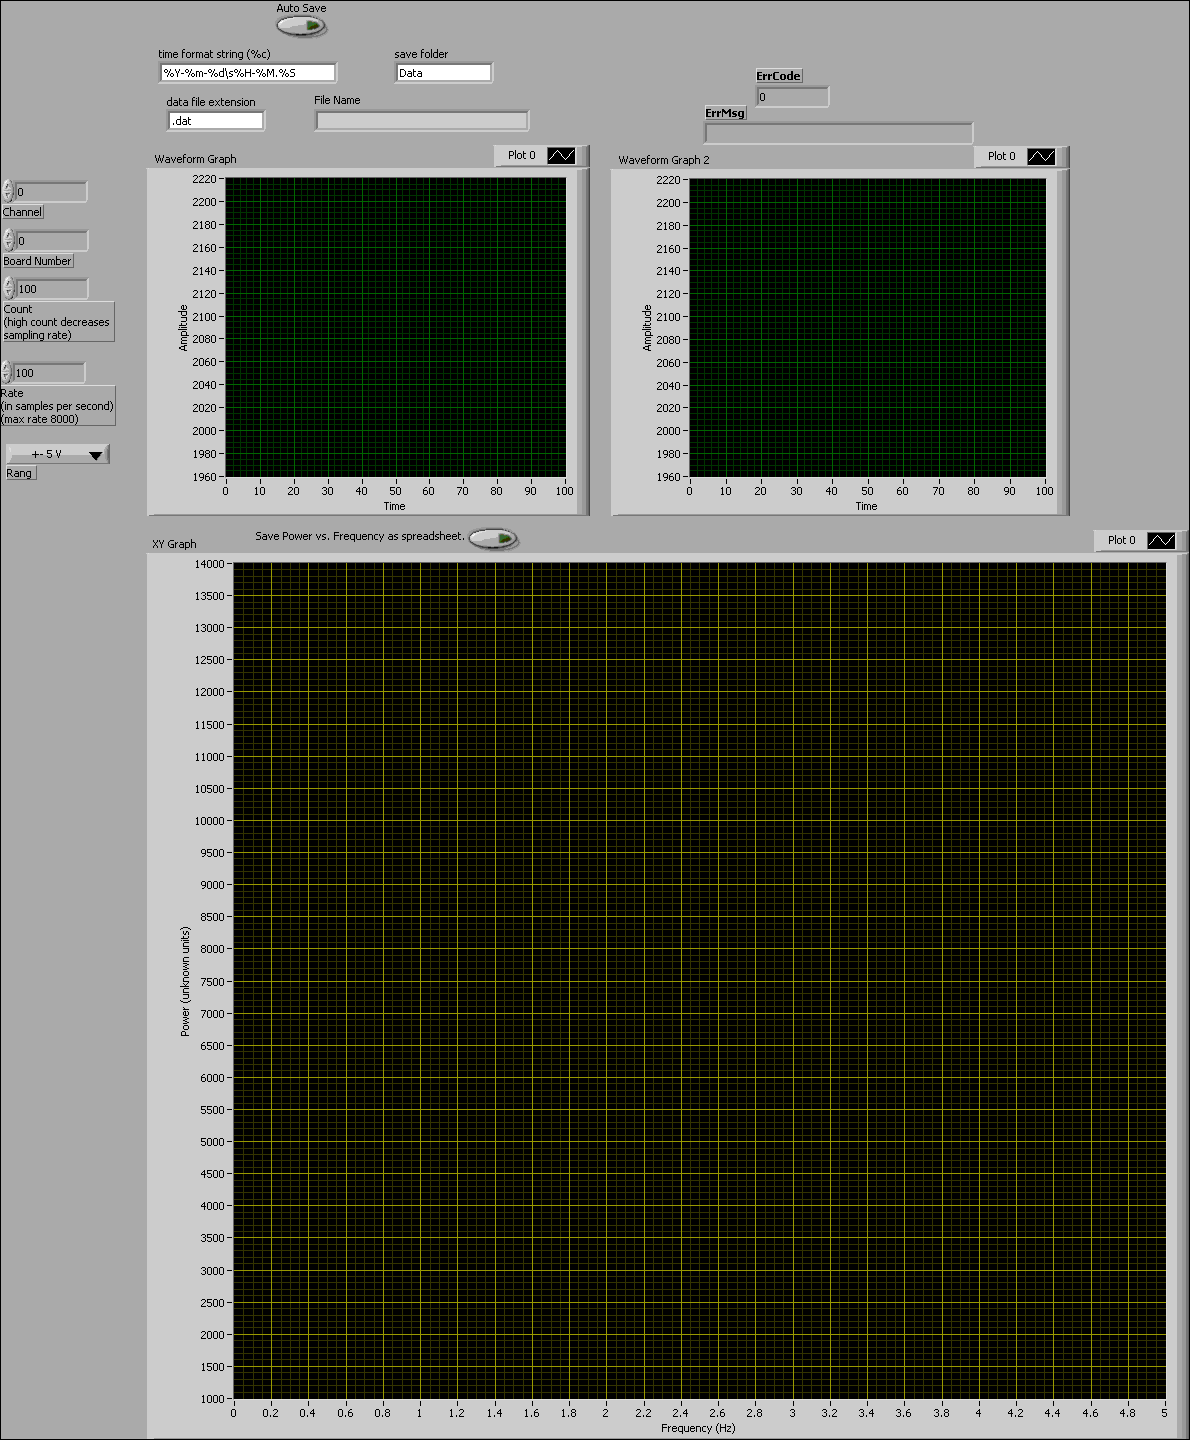 Auto Save
time format string (%c)
save folder
%Y-%m-%d\s%H-%M.%S
Data
ErrCode
0
data file extension
File Name
.dat
ErrMsg
Waveform Graph
Plot 0
2220
2200
2180
2160
2140
2120
2100
2080
2060
2040
2020
2000
1980
1960
Amplitude
0 10 20 30 40 50 60 70 80 90 100
Time
Waveform Graph 2
Plot 0
2220
2200
2180
2160
2140
2120
2100
2080
2060
2040
2020
2000
1980
1960
Amplitude
0 10 20 30 40 50 60 70 80 90 100
Time
0
Channel
0
Board Number
100
Count
(high count decreases
sampling rate)
100
Rate
(in samples per second)
(max rate 8000)
+- 5 V
Rang
XY Graph
Save Power vs. Frequency as spreadsheet.
Plot 0
14000
13500
13000
12500
12000
11500
11000
10500
10000
9500
9000
8500
8000
7500
7000
6500
6000
5500
5000
4500
4000
3500
3000
2500
2000
1500
1000
Power (unknown units)
0 0.2 0.4 0.6 0.8 1 1.2 1.4 1.6 1.8 2 2.2 2.4 2.6 2.8 3 3.2 3.4 3.6 3.8 4 4.2 4.4 4.6 4.8 5
Frequency (Hz)